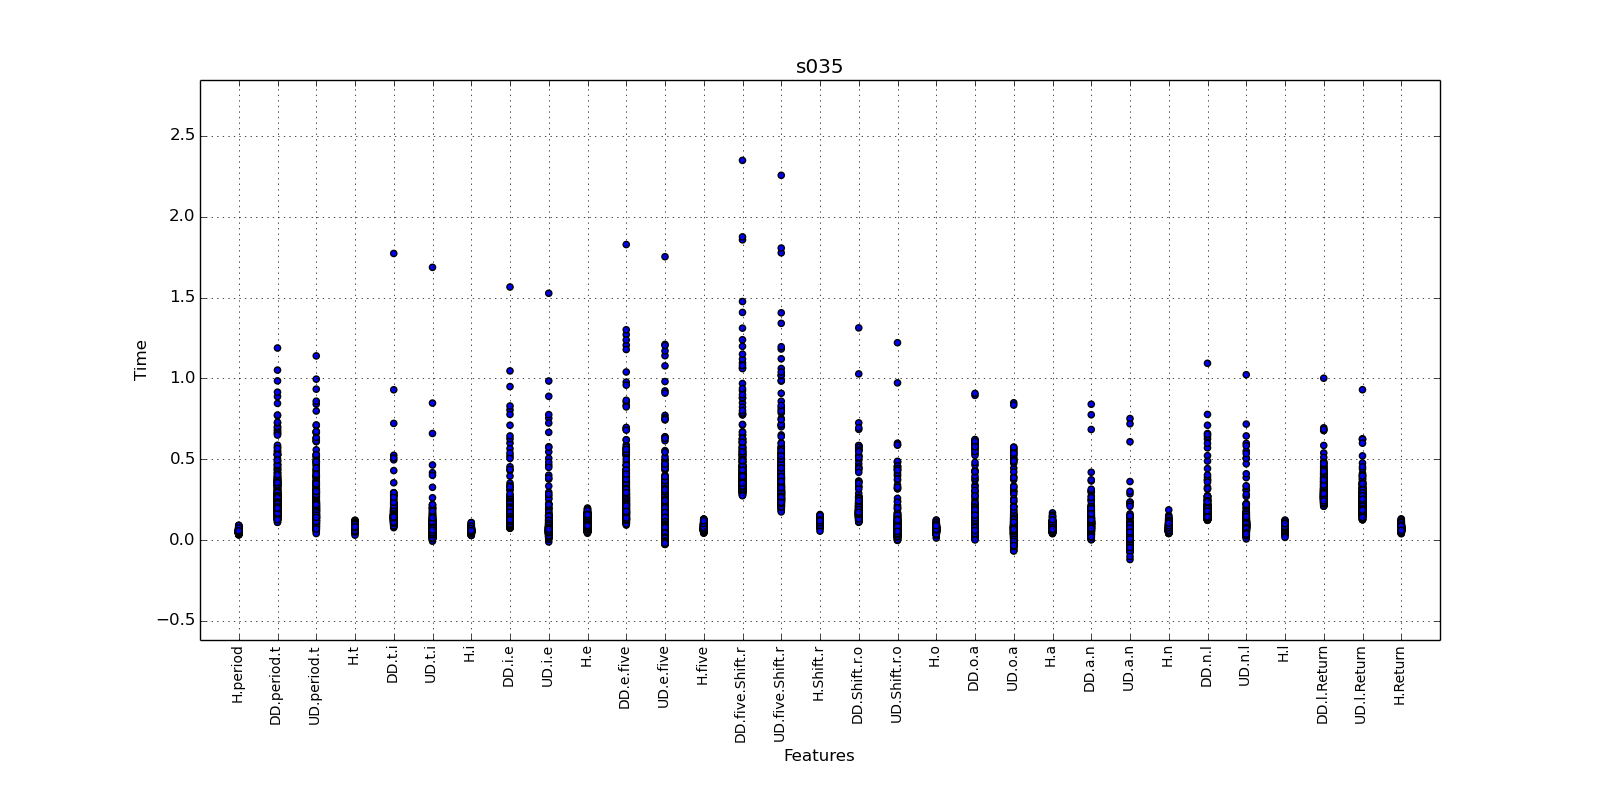 s035
Time
2.5
2.0
1.5
1.0
0.5
0.0
−0.5
H.period
DD.period.t
UD.period.t
H.t
DD.t.i
UD.t.i
H.i
DD.i.e
UD.i.e
H.e
DD.e.five
UD.e.five
H.five
DD.five.Shift.r
UD.five.Shift.r
H.Shift.r
DD.Shift.r.o
UD.Shift.r.o
H.o
DD.o.a
UD.o.a
H.a
DD.a.n
UD.a.n
H.n
DD.n.l
UD.n.l
H.l
DD.l.Return
UD.l.Return
H.Return
Features